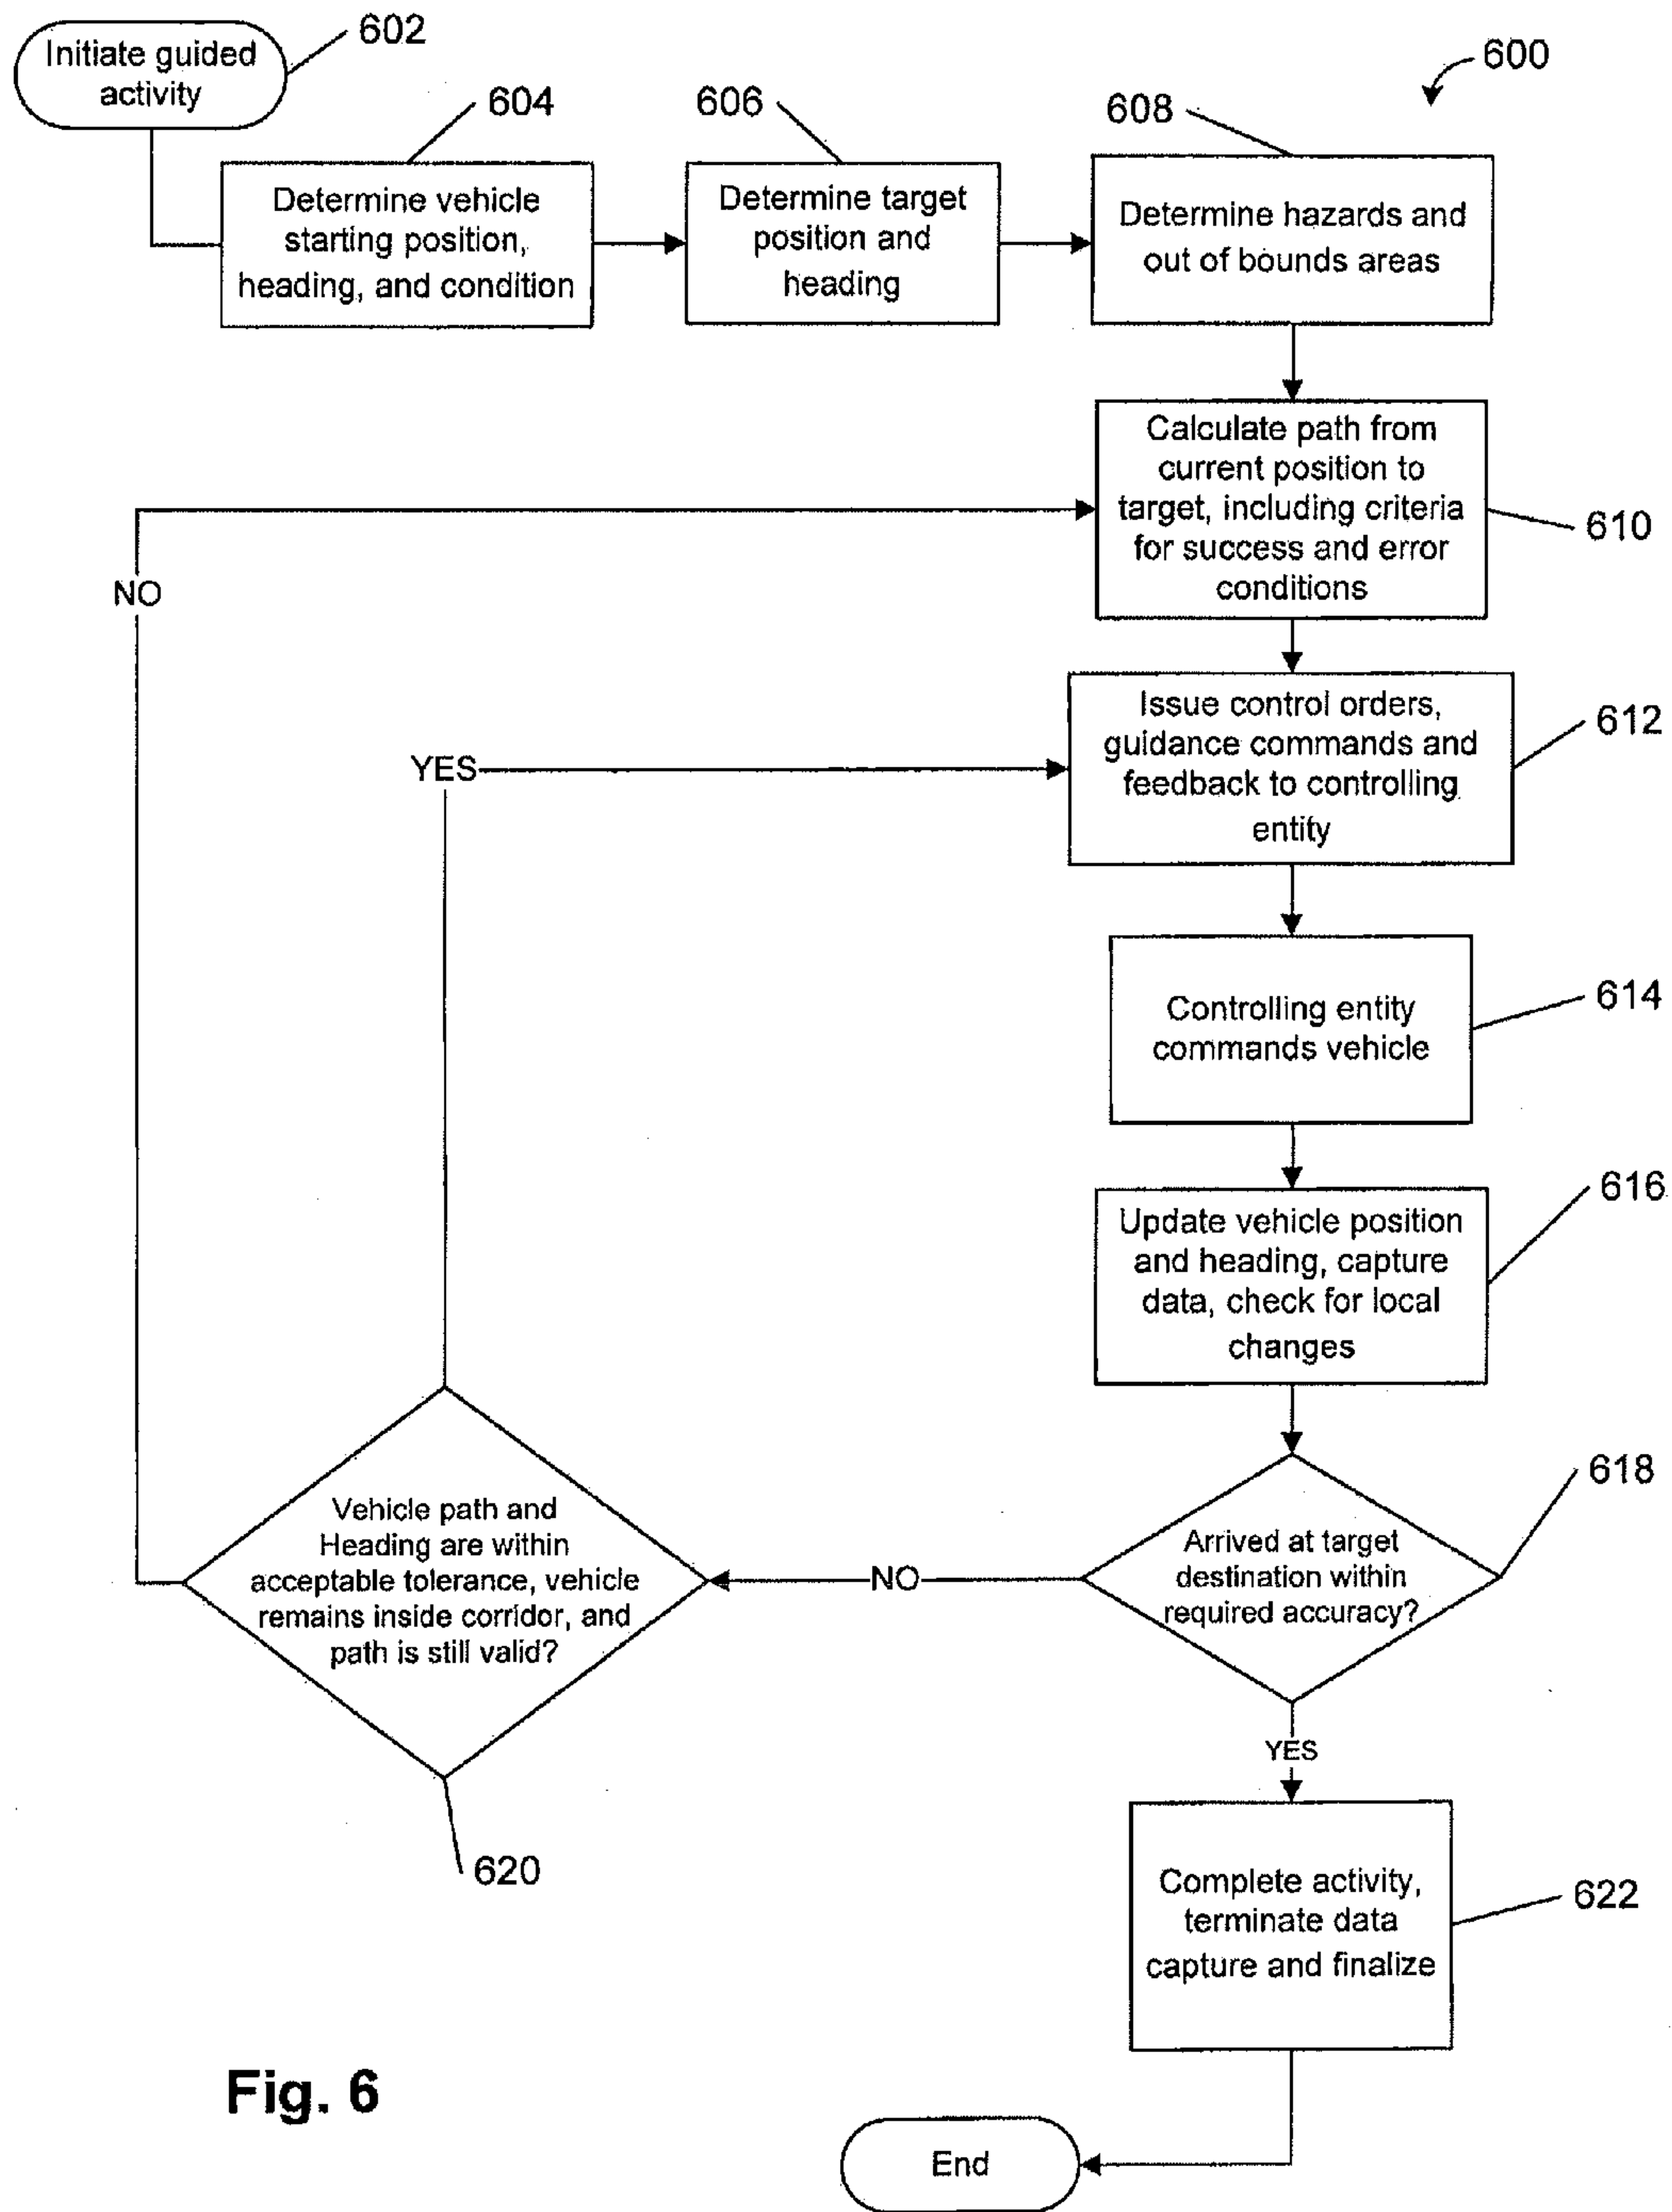 Initiate guided
activity
602
600
604
606
608
Determine vehicle
starting position,
heading, and condition
Determine target
position and
heading
Determine hazards and
out of bounds areas
Calculate path from
current position to
target, including criteria
for success and error
conditions
610
NO
Issue control orders,
guidance commands and
feedback to controlling
entity
612
YES
Controlling entity
commands vehicle
614
Update vehicle position
and heading, capture
data, check for local
changes
616
Arrived at target
destination within
required accuracy?
618
NO
Vehicle path and
Heading are within
acceptable tolerance, vehicle
remains inside corridor, and
path is still valid?
620
YES
Complete activity,
terminate data
capture and finalize
622
Fig. 6
End